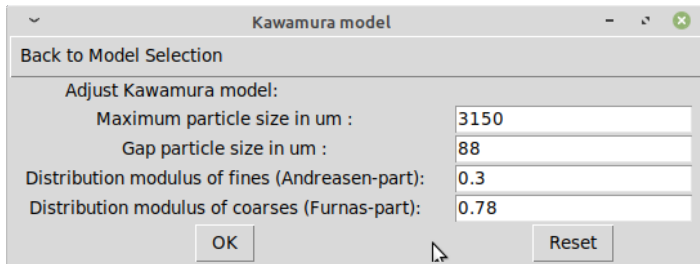 Kawamura model
Back to Model Selection
Adjust Kawamura model:
Maximum particle size in um : 3150
Gap particle size in um : 88
Distribution modulus of fines (Andreasen-part): 0.3
Distribution modulus of coarses (Furnas-part): 0.78
OK Reset